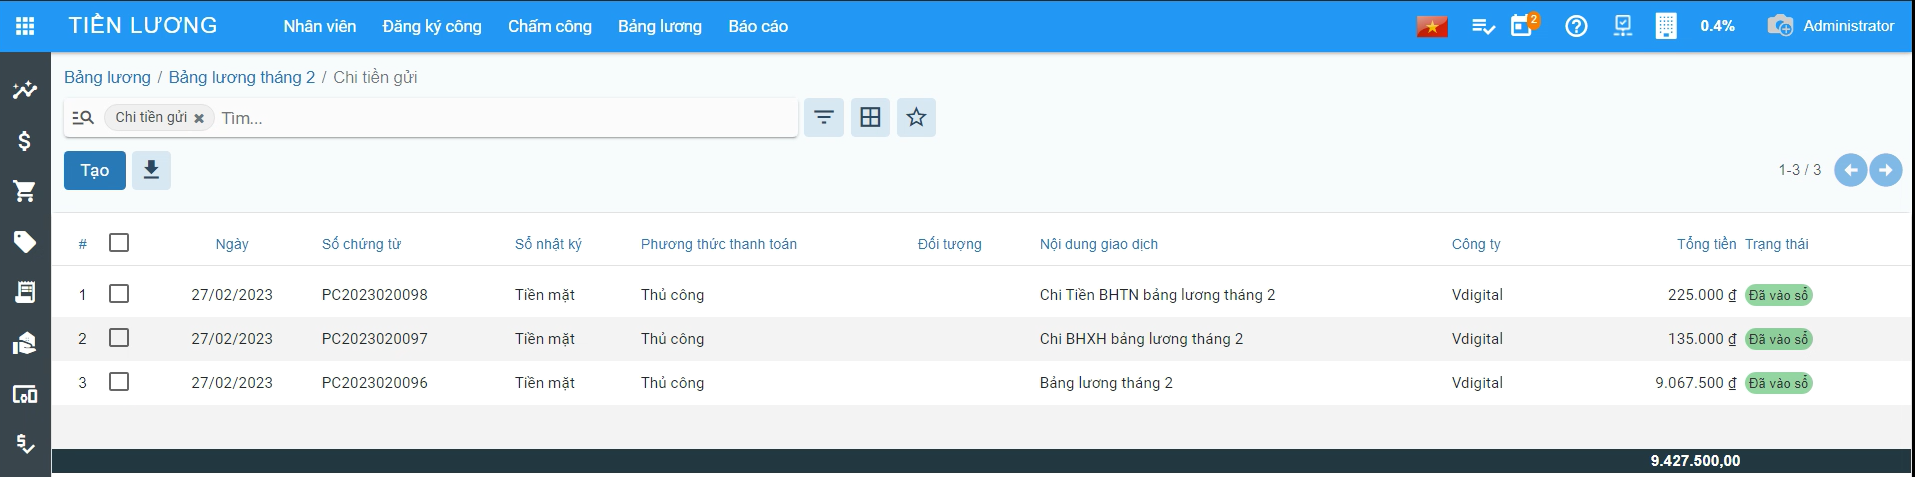 TIỀN LƯƠNG Nhân viên Đăng ký công Chấm công Bảng lương Báo cáo 2 0.4% Administrator
Bảng lương / Bảng lương tháng 2 / Chi tiền gửi
Chi tiền gửi × Tìm...
Tạo 1-3 / 3
# Ngày Số chứng từ Sổ nhật ký Phương thức thanh toán Đối tượng Nội dung giao dịch Công ty Tổng tiền Trạng thái
1 27/02/2023 PC2023020098 Tiền mặt Thủ công Chi Tiền BHTN bảng lương tháng 2 Vdigital 225.000 ₫ Đã vào sổ
2 27/02/2023 PC2023020097 Tiền mặt Thủ công Chi BHXH bảng lương tháng 2 Vdigital 135.000 ₫ Đã vào sổ
3 27/02/2023 PC2023020096 Tiền mặt Thủ công Bảng lương tháng 2 Vdigital 9.067.500 ₫ Đã vào sổ
9.427.500,00